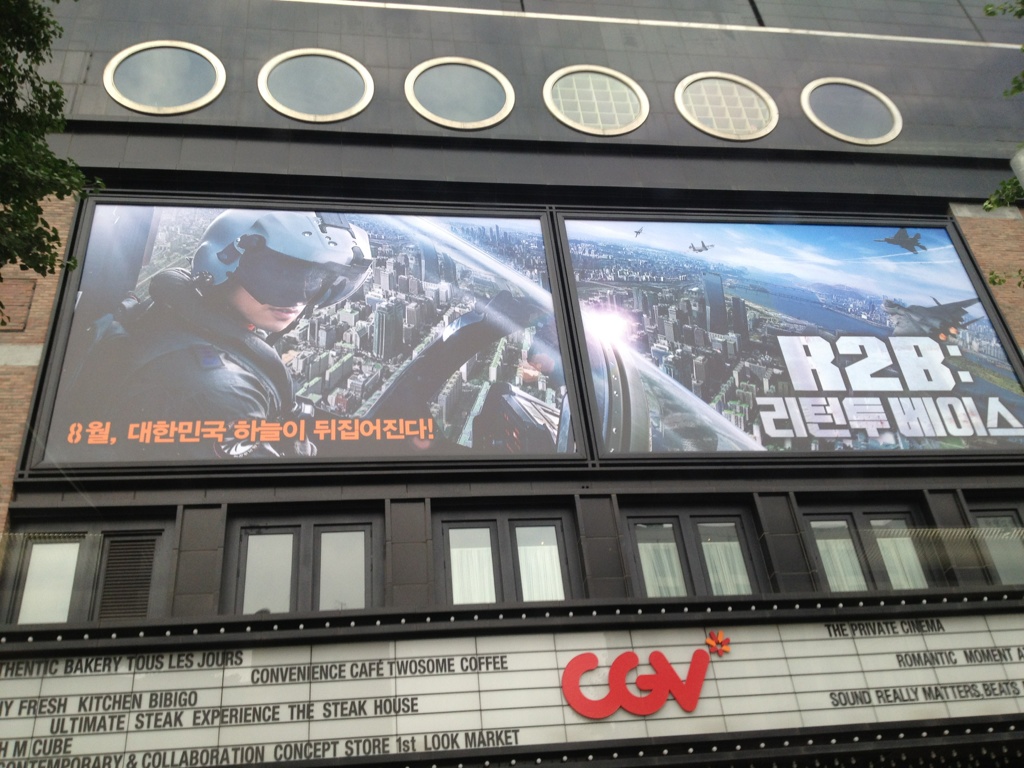 8월, 대한민국 하늘이 뒤집어진다!
R2B:
리턴투베이스
THENTIC BAKERY TOUS LES JOURS
CONVENIENCE CAFÉ TWOSOME COFFEE
HY FRESH KITCHEN BIBIGO
ULTIMATE STEAK EXPERIENCE THE STEAK HOUSE
H M CUBE
CONTEMPORARY & COLLABORATION CONCEPT STORE 1st LOOK MARKET
CGV
THE PRIVATE CINEMA
ROMANTIC MOMENT A
SOUND REALLY MATTERS, BEATS